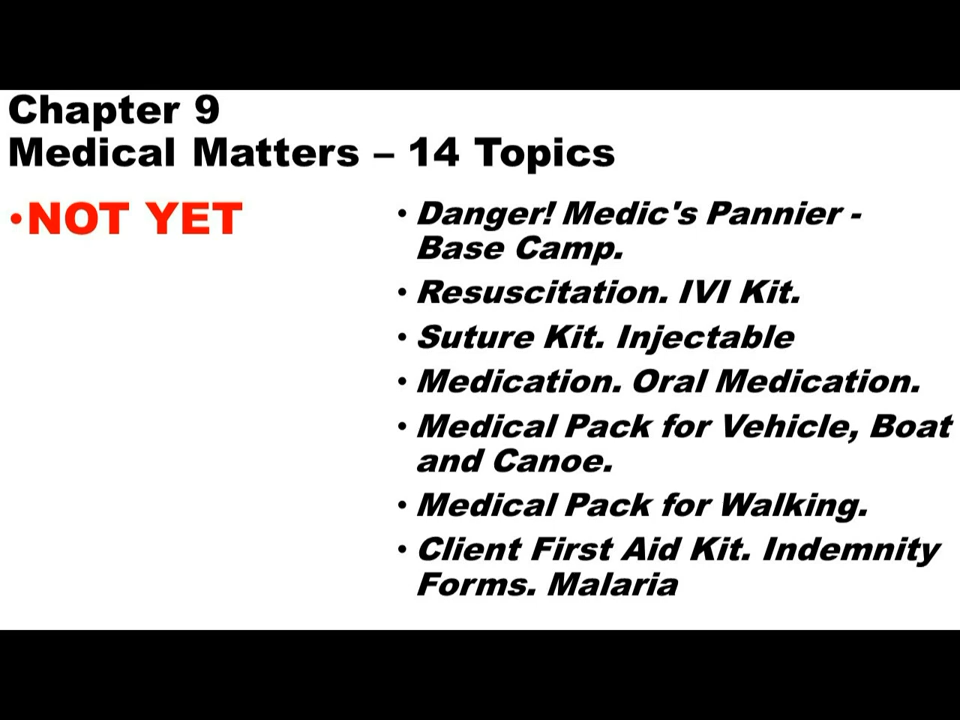 Chapter 9
Medical Matters – 14 Topics
•NOT YET
• Danger! Medic's Pannier -
Base Camp.
• Resuscitation. IVI Kit.
• Suture Kit. Injectable
• Medication. Oral Medication.
• Medical Pack for Vehicle, Boat
and Canoe.
• Medical Pack for Walking.
• Client First Aid Kit. Indemnity
Forms. Malaria